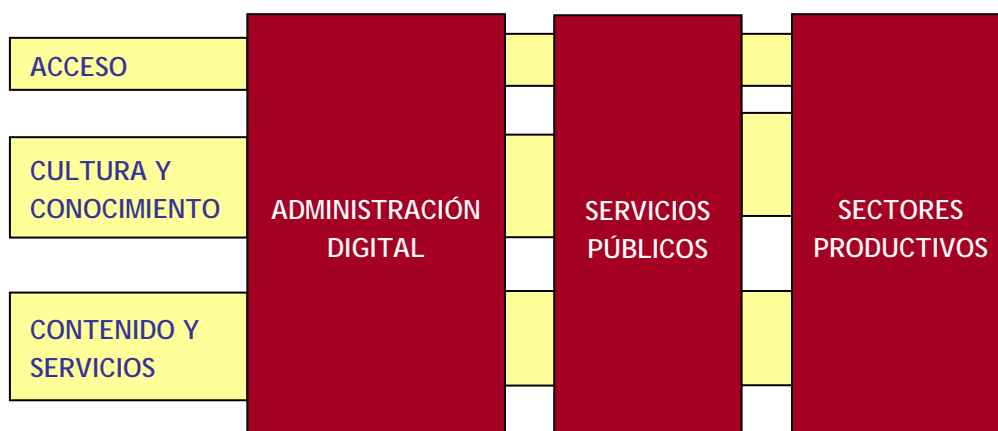 ACCESO
CULTURA Y
CONOCIMIENTO
CONTENIDO Y
SERVICIOS
ADMINISTRACIÓN
DIGITAL
SERVICIOS
PÚBLICOS
SECTORES
PRODUCTIVOS